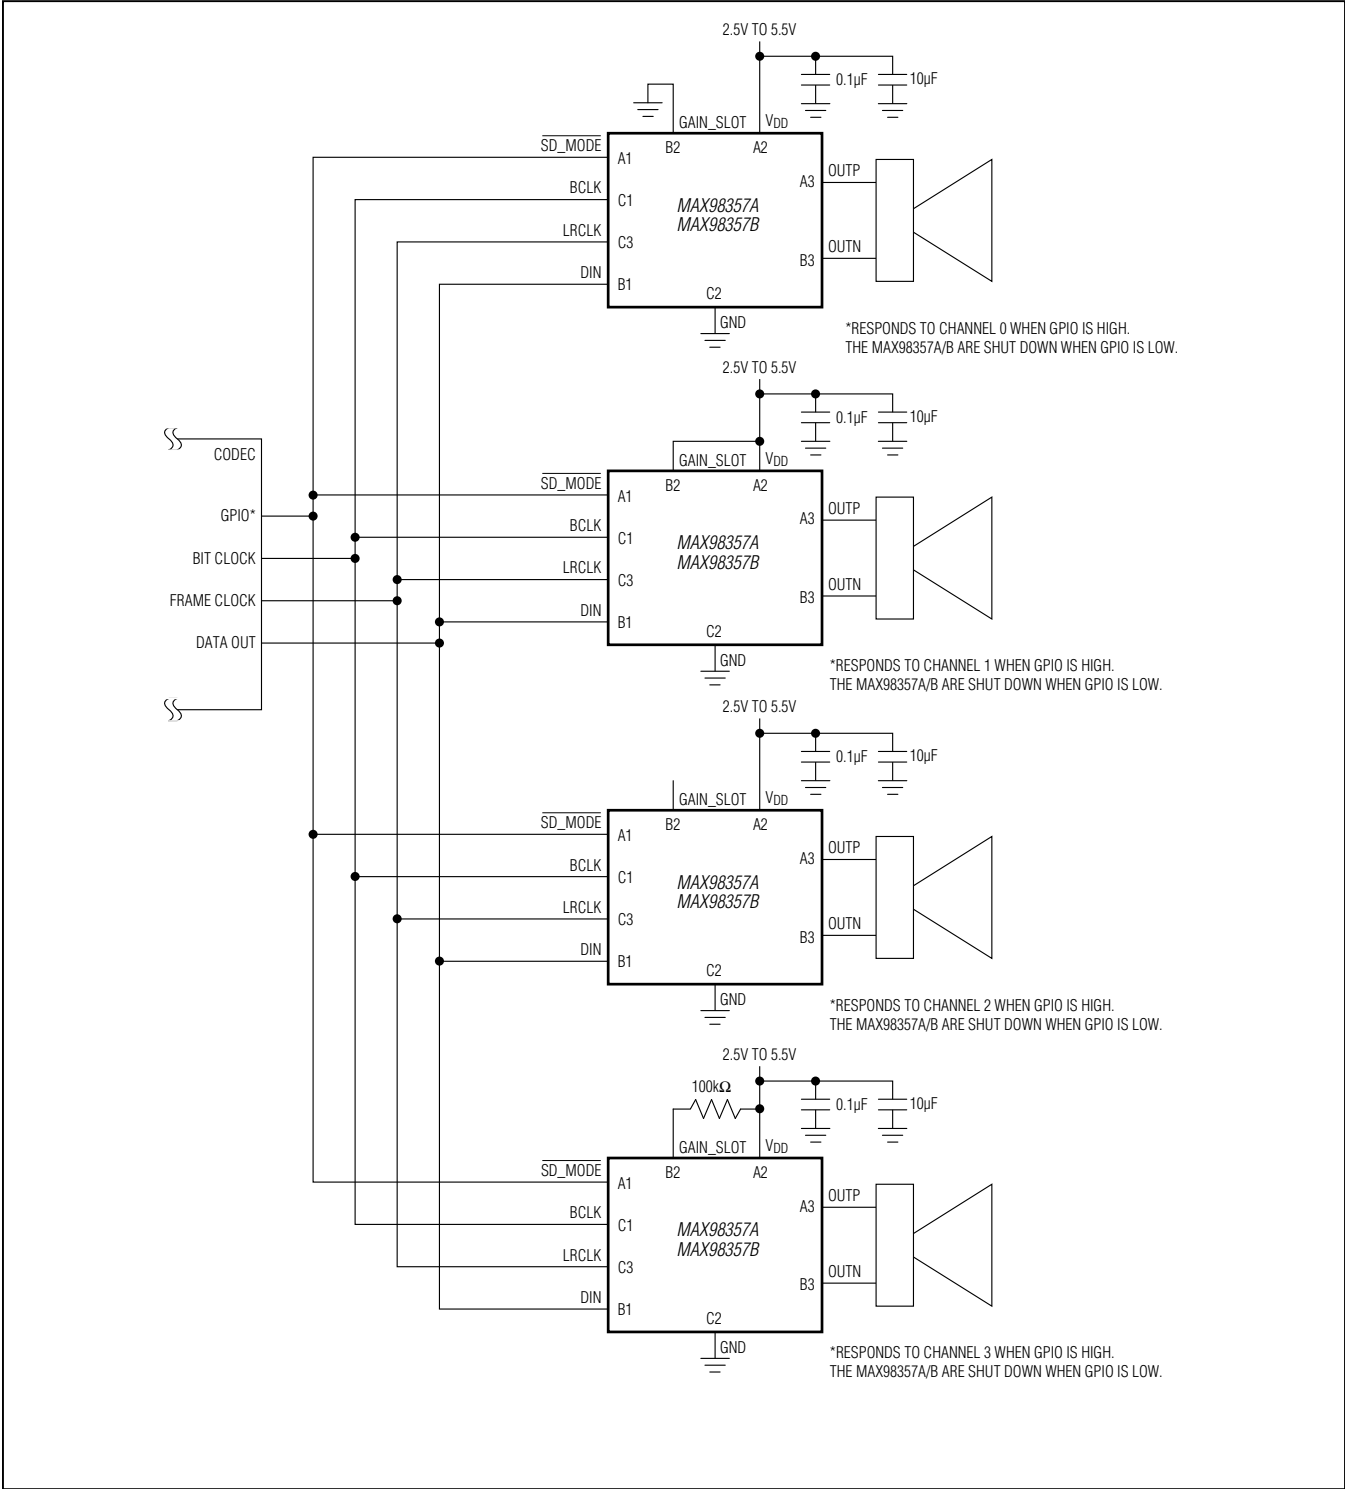 2.5V TO 5.5V
0.1µF
10µF
GAIN_SLOT
VDD
SD_MODE
B2
A2
A1
BCLK
C1
LRCLK
C3
DIN
B1
MAX98357A
MAX98357B
A3
OUTP
B3
OUTN
C2
GND
*RESPONDS TO CHANNEL 0 WHEN GPIO IS HIGH.
THE MAX98357A/B ARE SHUT DOWN WHEN GPIO IS LOW.
CODEC
GPIO*
BIT CLOCK
FRAME CLOCK
DATA OUT
2.5V TO 5.5V
0.1µF
10µF
GAIN_SLOT
VDD
SD_MODE
B2
A2
A1
BCLK
C1
LRCLK
C3
DIN
B1
MAX98357A
MAX98357B
A3
OUTP
B3
OUTN
C2
GND
*RESPONDS TO CHANNEL 1 WHEN GPIO IS HIGH.
THE MAX98357A/B ARE SHUT DOWN WHEN GPIO IS LOW.
2.5V TO 5.5V
0.1µF
10µF
GAIN_SLOT
VDD
SD_MODE
B2
A2
A1
BCLK
C1
LRCLK
C3
DIN
B1
MAX98357A
MAX98357B
A3
OUTP
B3
OUTN
C2
GND
*RESPONDS TO CHANNEL 2 WHEN GPIO IS HIGH.
THE MAX98357A/B ARE SHUT DOWN WHEN GPIO IS LOW.
2.5V TO 5.5V
100kΩ
0.1µF
10µF
GAIN_SLOT
VDD
SD_MODE
B2
A2
A1
BCLK
C1
LRCLK
C3
DIN
B1
MAX98357A
MAX98357B
A3
OUTP
B3
OUTN
C2
GND
*RESPONDS TO CHANNEL 3 WHEN GPIO IS HIGH.
THE MAX98357A/B ARE SHUT DOWN WHEN GPIO IS LOW.